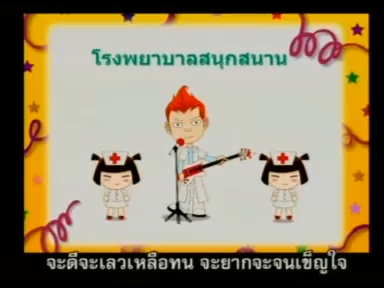 โรงพยาบาลสนุกสนาน
จะดีจะเลวเหลือทน จะยากจะจนเข็ญใจ